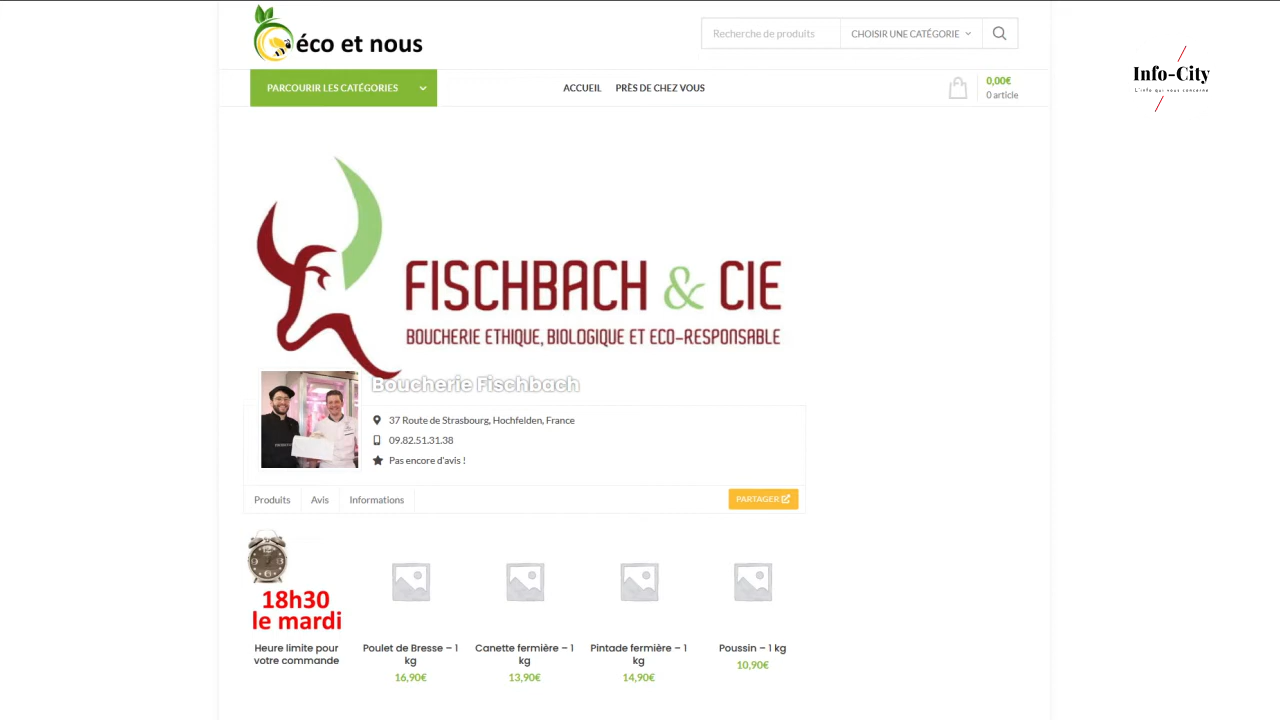 éco et nous
Recherche de produits
CHOISIR UNE CATÉGORIE
Info-City
L'info qui vous concerne
PARCOURIR LES CATÉGORIES
ACCUEIL
PRÈS DE CHEZ VOUS
0,00€
0 article
FISCHBACH & CIE
BOUCHERIE ETHIQUE, BIOLOGIQUE ET ECO-RESPONSABLE
Boucherie Fischbach
37 Route de Strasbourg, Hochfelden, France
09.82.51.31.38
Pas encore d'avis !
Produits
Avis
Informations
PARTAGER
18h30
le mardi
Heure limite pour
votre commande
Poulet de Bresse – 1
kg
16,90€
Canette fermière – 1
kg
13,90€
Pintade fermière – 1
kg
14,90€
Poussin – 1 kg
10,90€